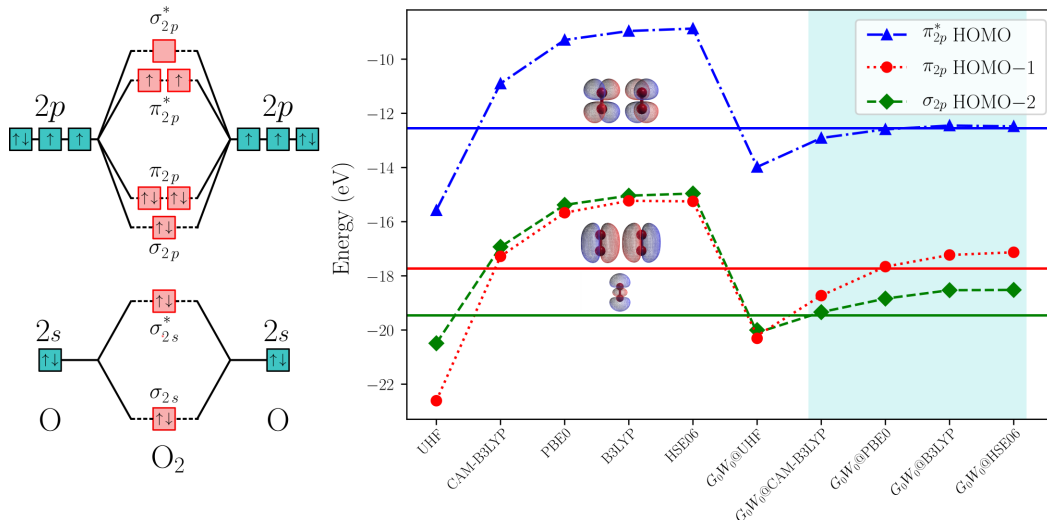 σ*2p
2p
π*2p
2p
↑↓ ↑ ↑
↑ ↑
↑ ↑ ↑↓
π2p
↑↓ ↑↓
↑↓
σ2p
↑↓
2s
σ*2s
2s
↑↓
↑↓
σ2s
↑↓
O
O
O2
Energy (eV)
−10
−12
−14
−16
−18
−20
−22
π*2p HOMO
π2p HOMO−1
σ2p HOMO−2
UHF
CAM-B3LYP
PBE0
B3LYP
HSE06
G0W0@UHF
G0W0@CAM-B3LYP
G0W0@PBE0
G0W0@B3LYP
G0W0@HSE06